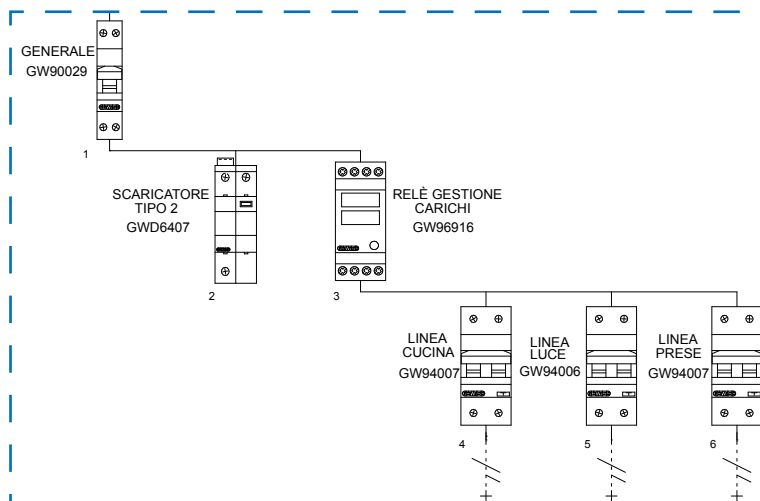 GENERALE
GW90029
1
SCARICATORE
TIPO 2
GWD6407
2
RELÈ GESTIONE
CARICHI
GW96916
3
LINEA
CUCINA
GW94007
4
LINEA
LUCE
GW94006
5
LINEA
PRESE
GW94007
6